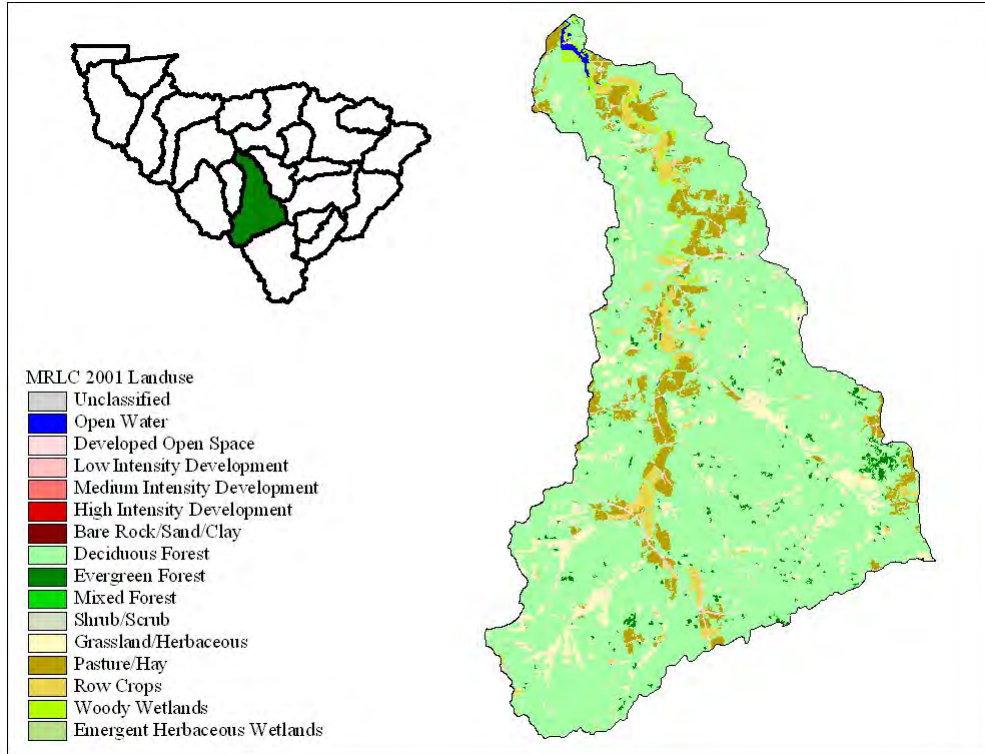 MRLC 2001 Landuse
Unclassified
Open Water
Developed Open Space
Low Intensity Development
Medium Intensity Development
High Intensity Development
Bare Rock/Sand/Clay
Deciduous Forest
Evergreen Forest
Mixed Forest
Shrub/Scrub
Grassland/Herbaceous
Pasture/Hay
Row Crops
Woody Wetlands
Emergent Herbaceous Wetlands